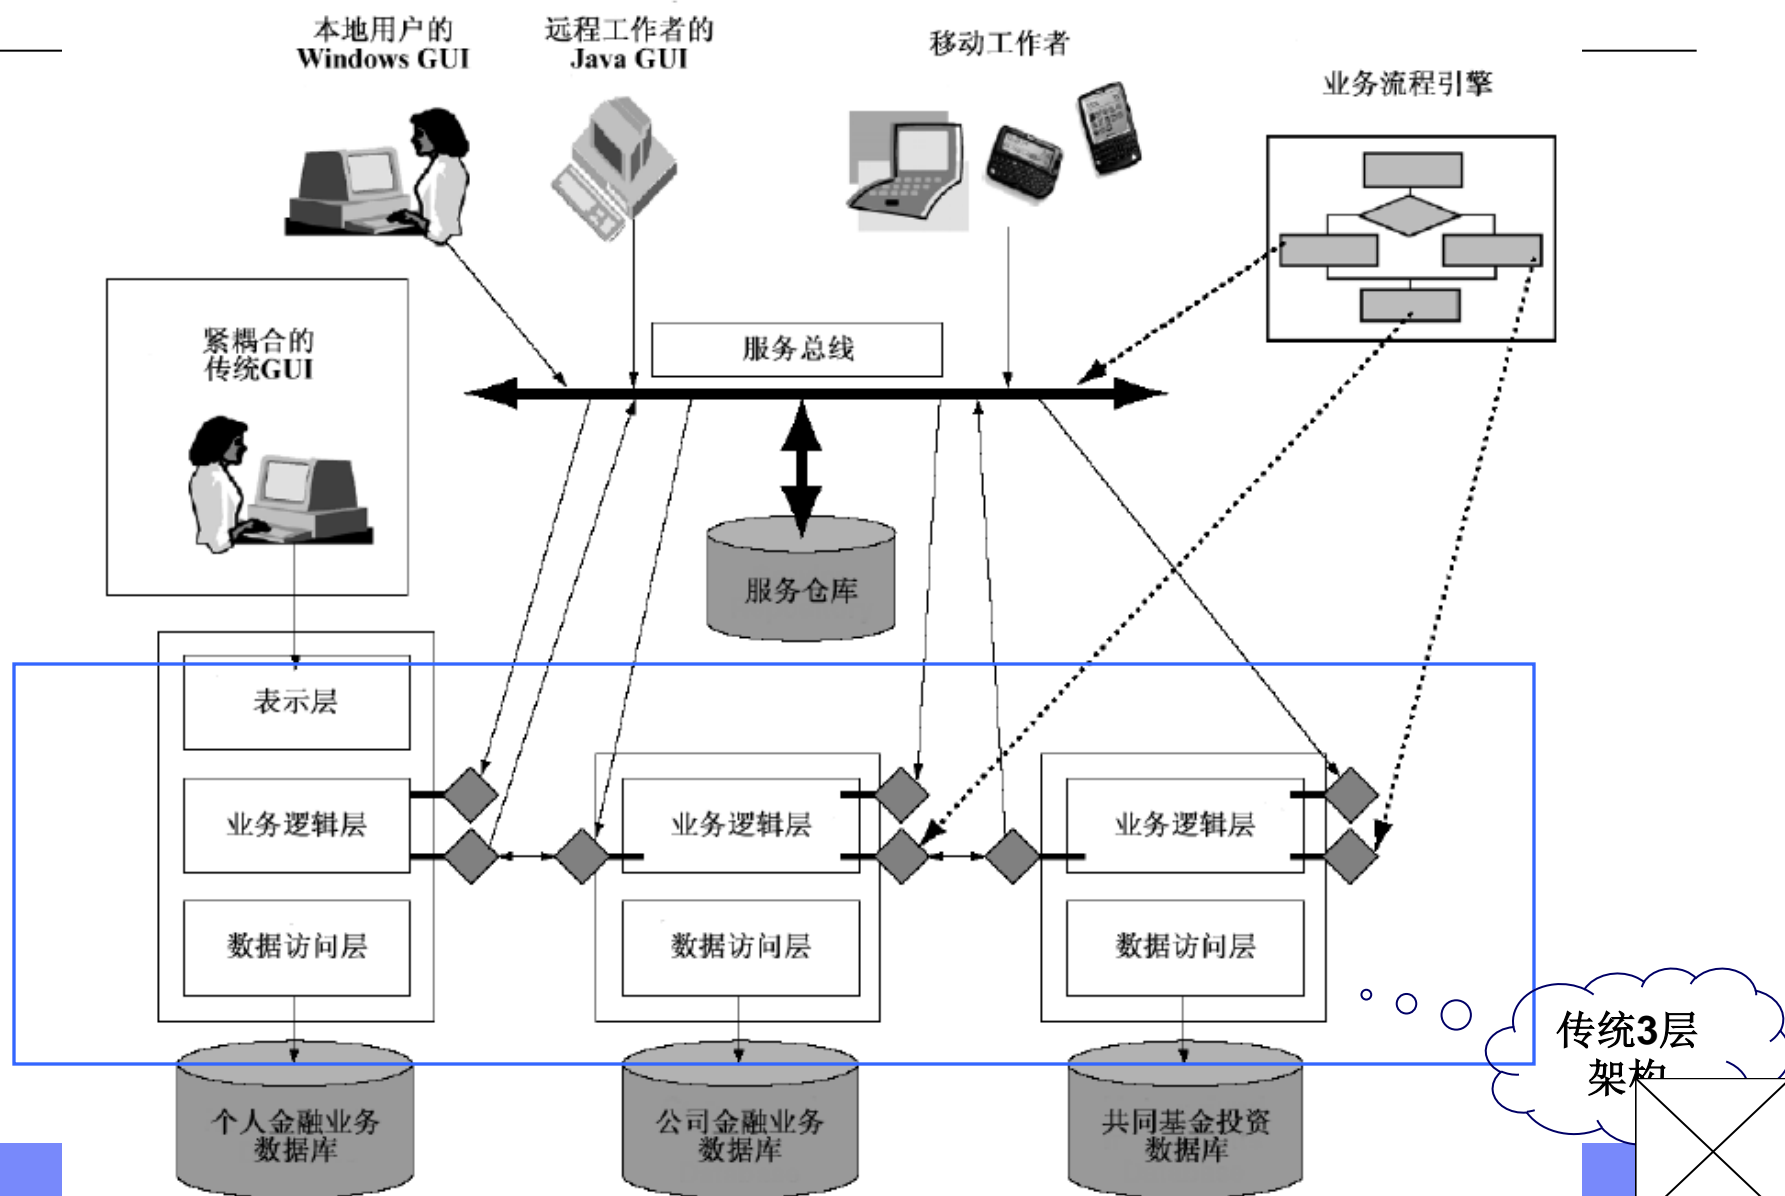 本地用户的
Windows GUI
远程工作者的
Java GUI
移动工作者
业务流程引擎
紧耦合的
传统GUI
服务总线
服务仓库
表示层
业务逻辑层
业务逻辑层
业务逻辑层
数据访问层
数据访问层
数据访问层
传统3层
架构
个人金融业务
数据库
公司金融业务
数据库
共同基金投资
数据库